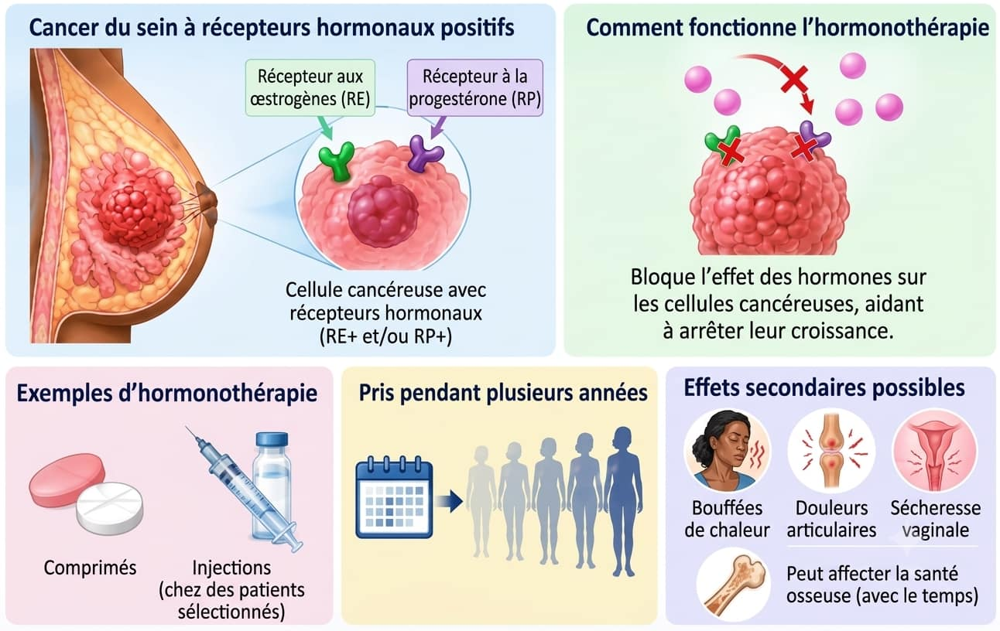 Cancer du sein à récepteurs hormonaux positifs
Récepteur aux
œstrogènes (RE)
Récepteur à la
progestérone (RP)
Cellule cancéreuse avec
récepteurs hormonaux
(RE+ et/ou RP+)
Comment fonctionne l’hormonothérapie
Bloque l’effet des hormones sur
les cellules cancéreuses, aidant
à arrêter leur croissance.
Exemples d’hormonothérapie
Comprimés
Injections
(chez des patients
sélectionnés)
Pris pendant plusieurs années
Effets secondaires possibles
Bouffées
de chaleur
Douleurs
articulaires
Sécheresse
vaginale
Peut affecter la santé
osseuse (avec le temps)